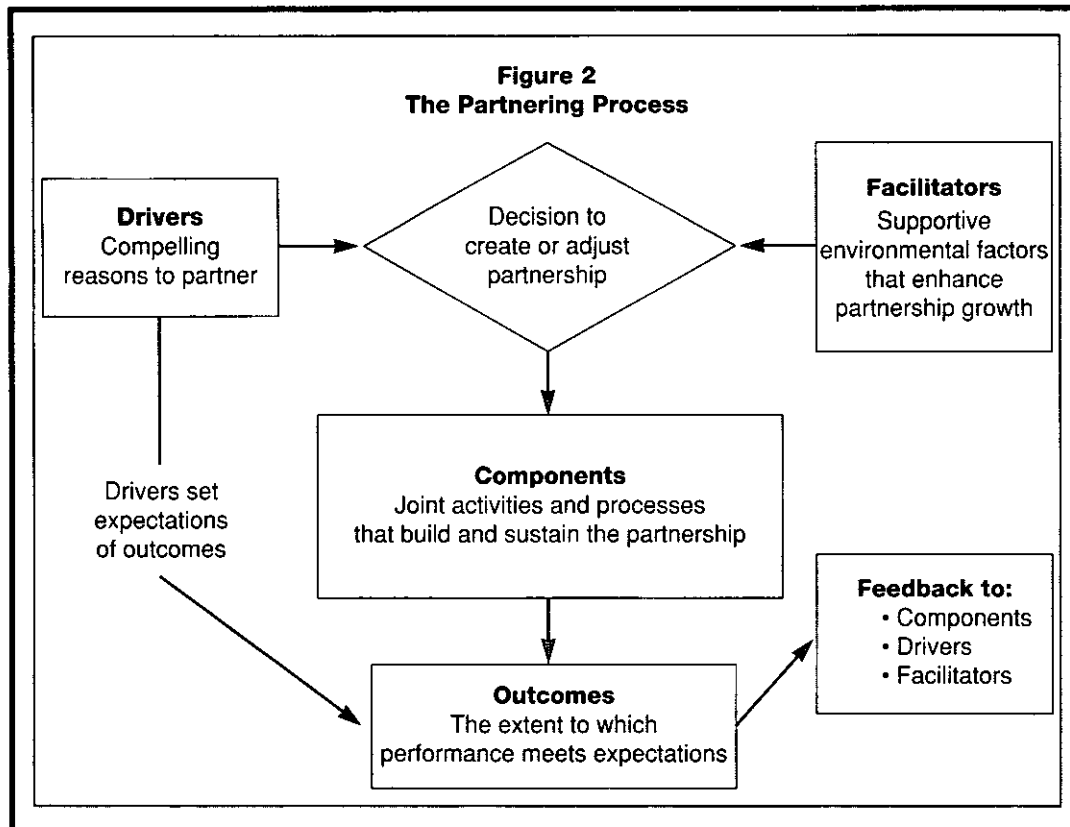 Figure 2
The Partnering Process
Drivers
Compelling
reasons to partner
Decision to
create or adjust
partnership
Facilitators
Supportive
environmental factors
that enhance
partnership growth
Drivers set
expectations
of outcomes
Components
Joint activities and processes
that build and sustain the partnership
Outcomes
The extent to which
performance meets expectations
Feedback to:
• Components
• Drivers
• Facilitators